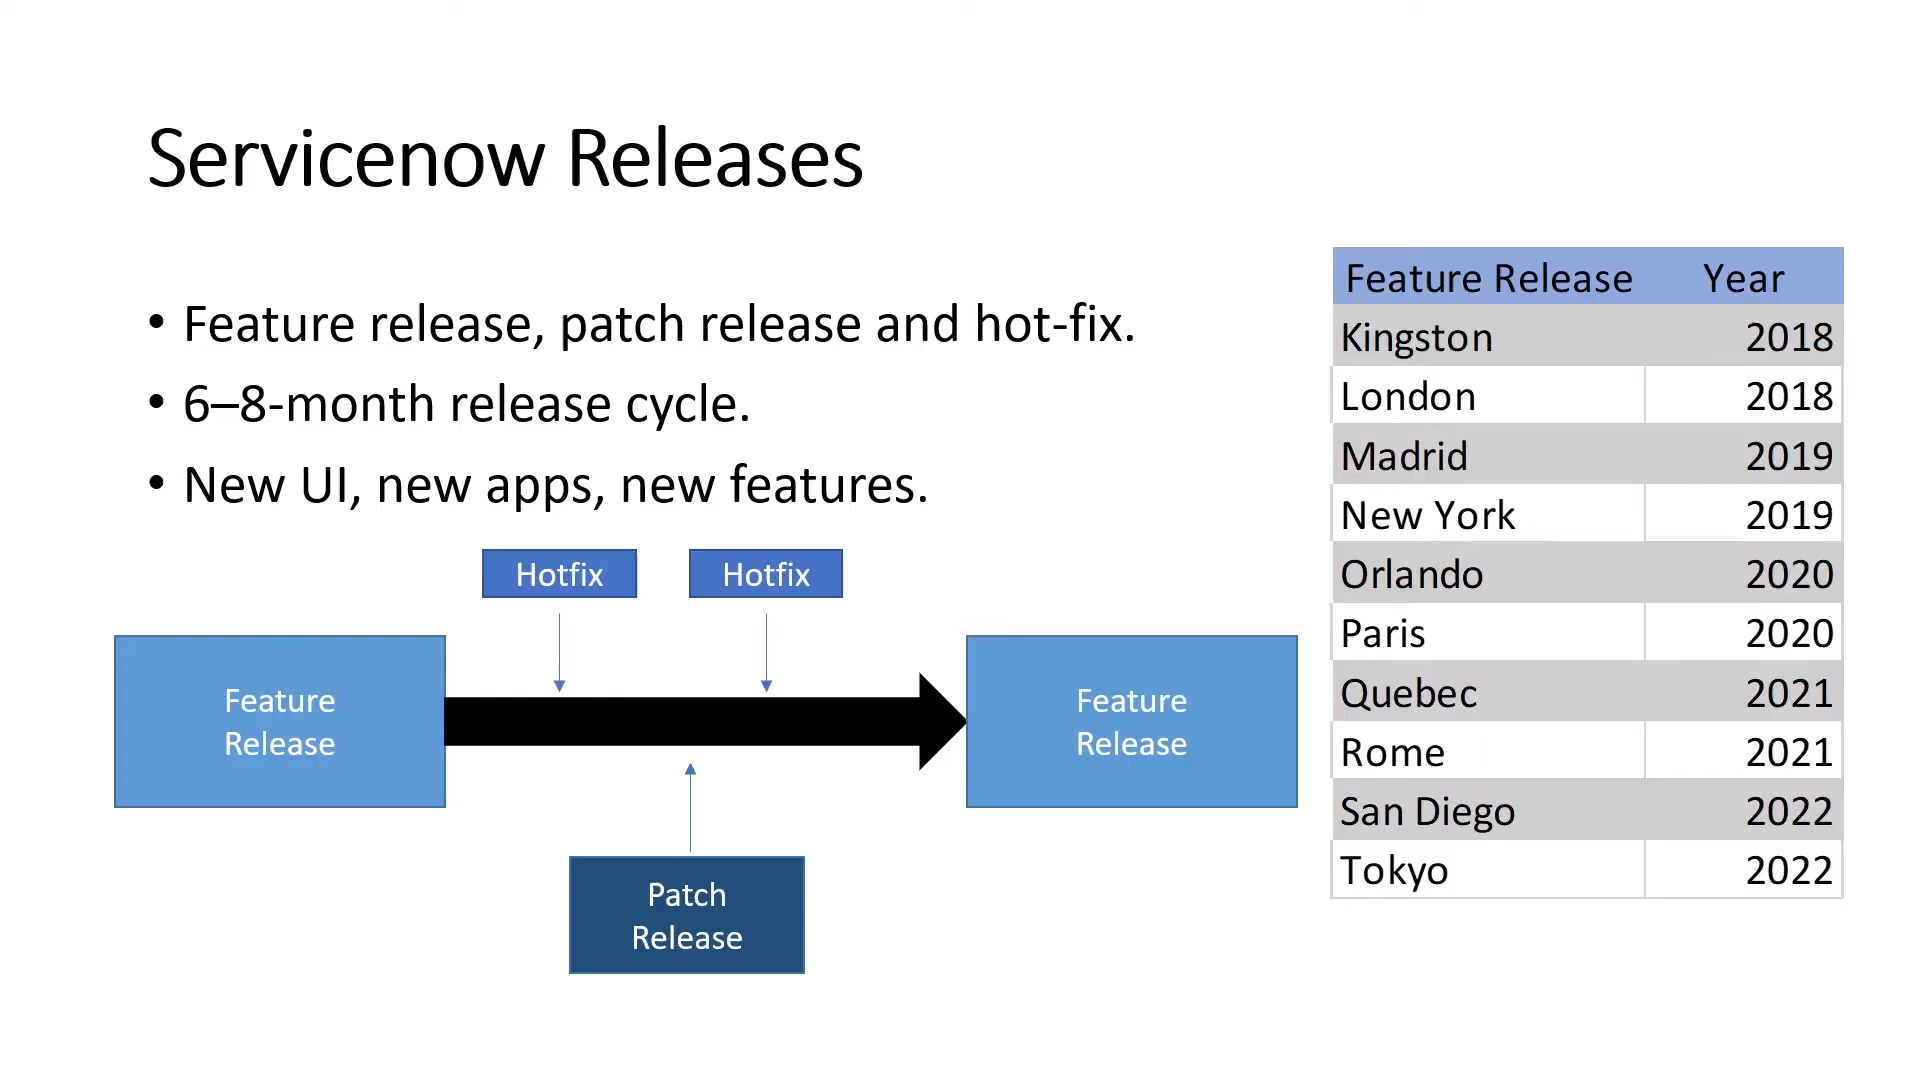 Servicenow Releases
• Feature release, patch release and hot-fix.
• 6–8-month release cycle.
• New UI, new apps, new features.
Hotfix
Hotfix
Feature
Release
Feature
Release
Patch
Release
Feature Release Year
Kingston 2018
London 2018
Madrid 2019
New York 2019
Orlando 2020
Paris 2020
Quebec 2021
Rome 2021
San Diego 2022
Tokyo 2022